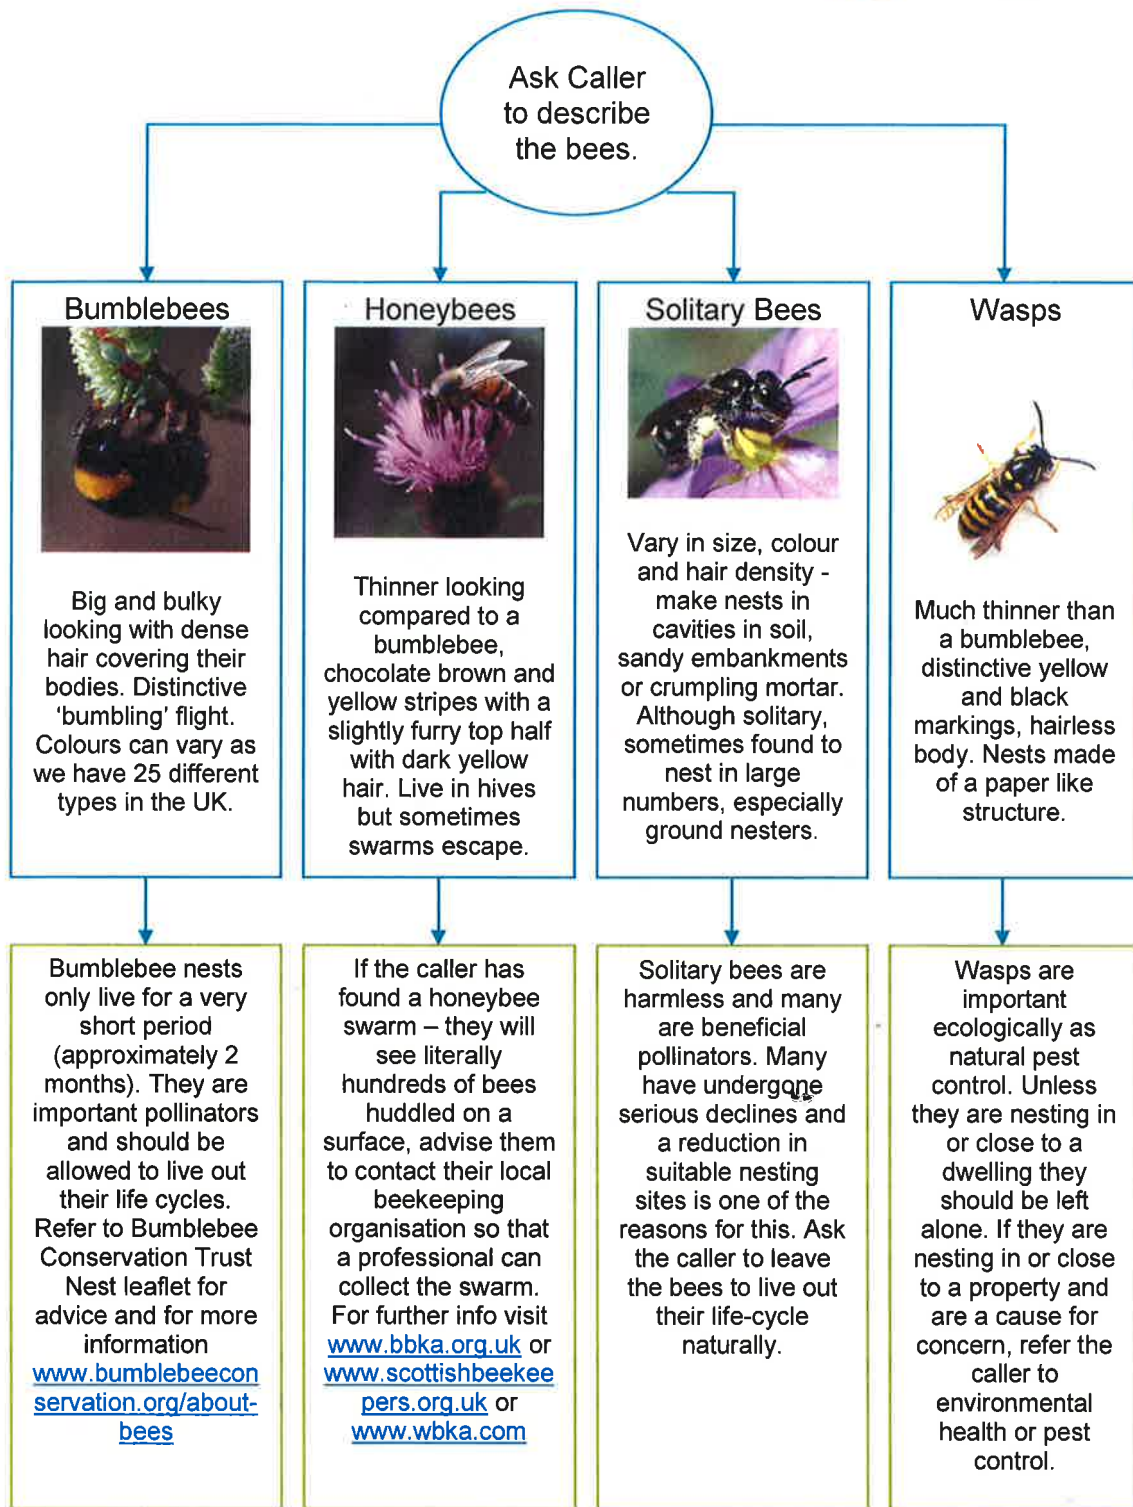 Ask Caller
to describe
the bees.
Bumblebees
Big and bulky
looking with dense
hair covering their
bodies. Distinctive
‘bumbling’ flight.
Colours can vary as
we have 25 different
types in the UK.
Bumblebee nests
only live for a very
short period
(approximately 2
months). They are
important pollinators
and should be
allowed to live out
their life cycles.
Refer to Bumblebee
Conservation Trust
Nest leaflet for
advice and for more
information
www.bumblebeecon
servation.org/about-
bees
Honeybees
Thinner looking
compared to a
bumblebee,
chocolate brown and
yellow stripes with a
slightly furry top half
with dark yellow
hair. Live in hives
but sometimes
swarms escape.
If the caller has
found a honeybee
swarm – they will
see literally
hundreds of bees
huddled on a
surface, advise them
to contact their local
beekeeping
organisation so that
a professional can
collect the swarm.
For further info visit
www.bbka.org.uk or
www.scottishbeekee
pers.org.uk or
www.wbka.com
Solitary Bees
Vary in size, colour
and hair density -
make nests in
cavities in soil,
sandy embankments
or crumpling mortar.
Although solitary,
sometimes found to
nest in large
numbers, especially
ground nesters.
Solitary bees are
harmless and many
are beneficial
pollinators. Many
have undergone
serious declines and
a reduction in
suitable nesting
sites is one of the
reasons for this. Ask
the caller to leave
the bees to live out
their life-cycle
naturally.
Wasps
Much thinner than
a bumblebee,
distinctive yellow
and black
markings, hairless
body. Nests made
of a paper like
structure.
Wasps are
important
ecologically as
natural pest
control. Unless
they are nesting in
or close to a
dwelling they
should be left
alone. If they are
nesting in or close
to a property and
are a cause for
concern, refer the
caller to
environmental
health or pest
control.